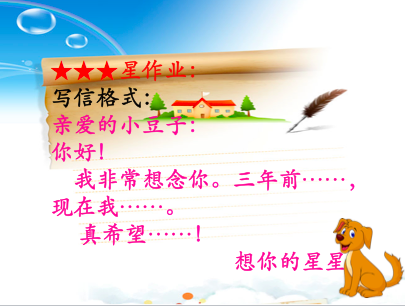 ★★★星作业：
写信格式：
亲爱的小豆子：
你好！
我非常想念你。三年前……，
现在我……。
真希望……！
想你的星星